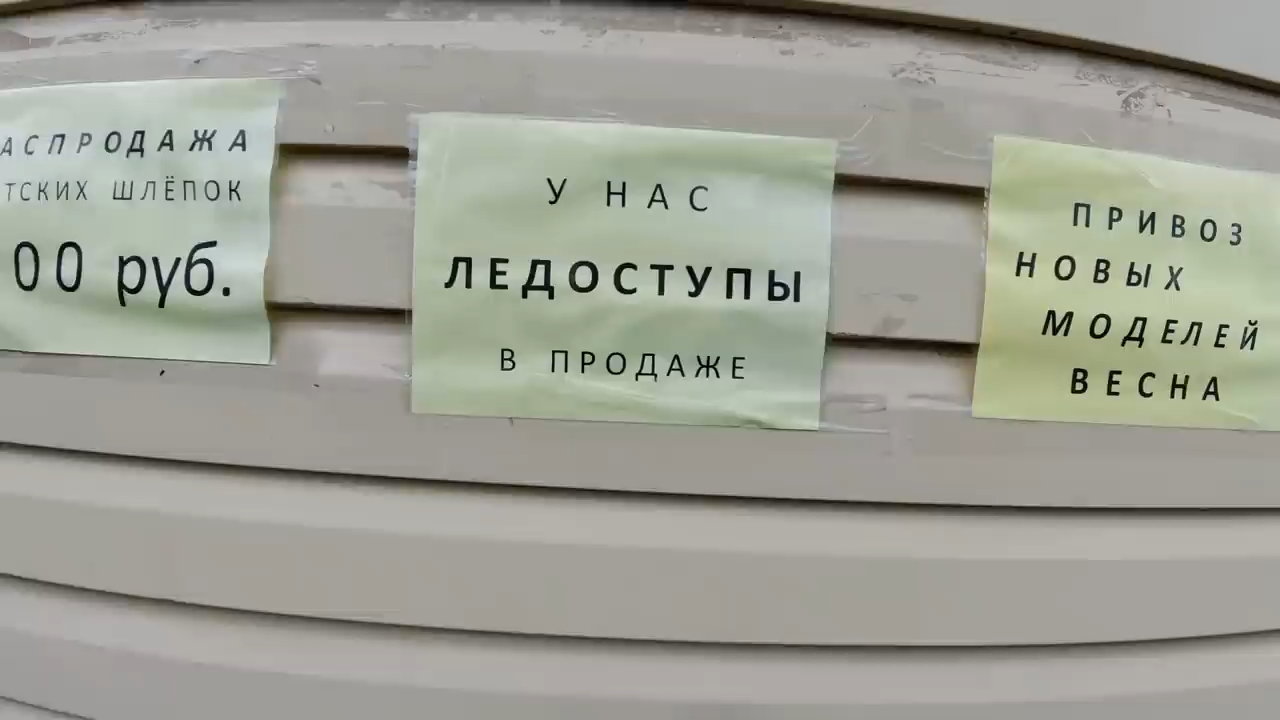 АСПРОДАЖА
ТСКИХ ШЛЁПОК
00 руб.
У НАС
ЛЕДОСТУПЫ
В ПРОДАЖЕ
ПРИВОЗ
НОВЫХ
МОДЕЛЕЙ
ВЕСНА